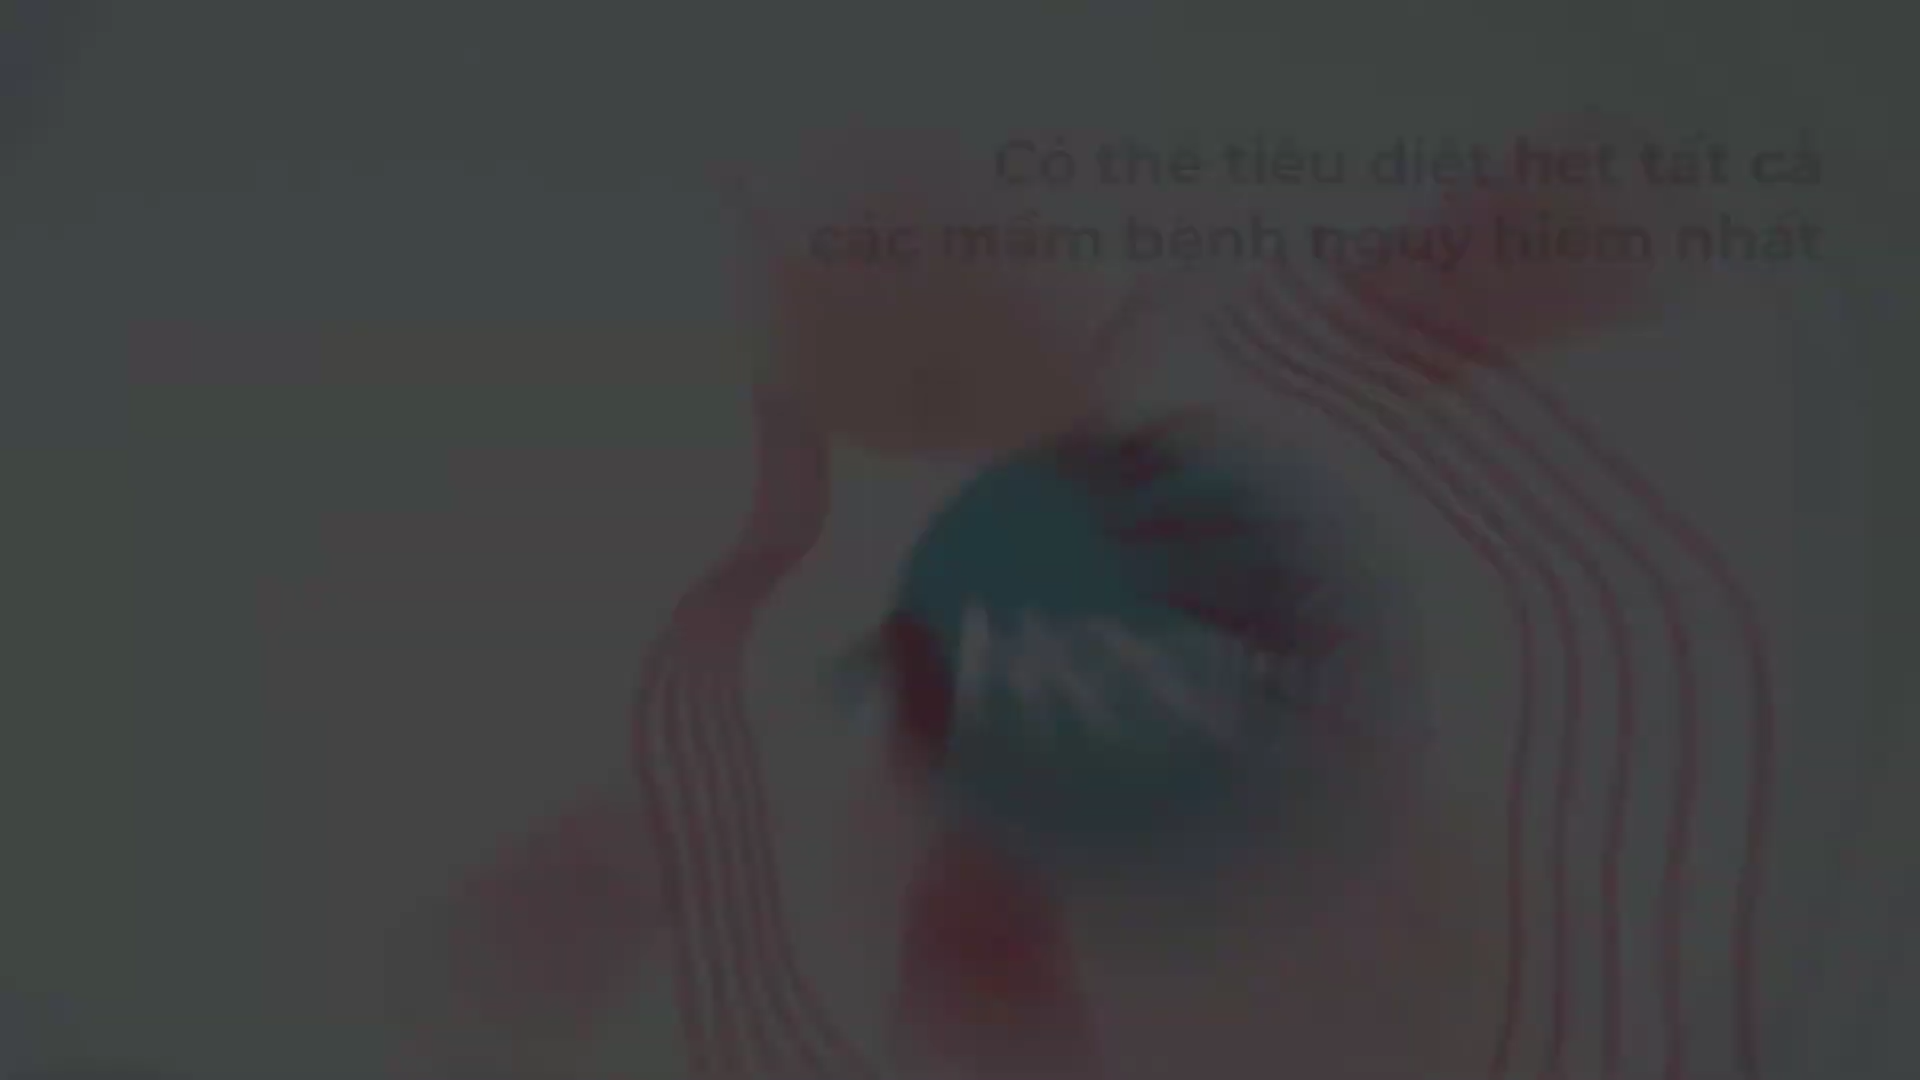 Có thể tiêu diệt hết tất cả
các mầm bệnh nguy hiểm nhất